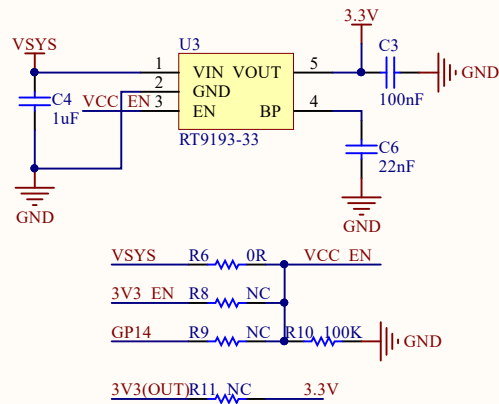 3.3V
VSYS U3 C3
1 VIN VOUT 5 GND
2 GND 100nF
C4 VCC_EN 3 EN BP 4
1uF RT9193-33 C6
22nF
GND GND
VSYS R6 0R VCC_EN
3V3_EN R8 NC
GP14 R9 NC R10 100K GND
3V3(OUT) R11 NC 3.3V